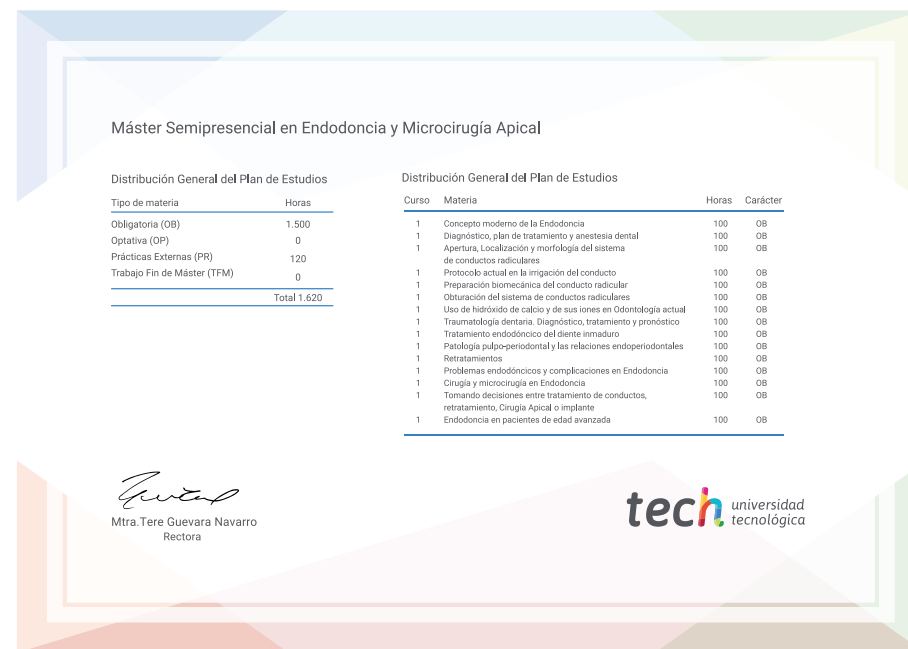 Máster Semipresencial en Endodoncia y Microcirugía Apical
Distribución General del Plan de Estudios
Tipo de materia Horas
Obligatoria (OB) 1.500
Optativa (OP) 0
Prácticas Externas (PR) 120
Trabajo Fin de Máster (TFM) 0
Total 1.620
Distribución General del Plan de Estudios
Curso Materia Horas Carácter
1 Concepto moderno de la Endodoncia 100 OB
1 Diagnóstico, plan de tratamiento y anestesia dental 100 OB
1 Apertura, Localización y morfología del sistema 100 OB
de conductos radiculares
1 Protocolo actual en la irrigación del conducto 100 OB
1 Preparación biomecánica del conducto radicular 100 OB
1 Obturación del sistema de conductos radiculares 100 OB
1 Uso de hidróxido de calcio y de sus iones en Odontología actual 100 OB
1 Traumatología dentaria. Diagnóstico, tratamiento y pronóstico 100 OB
1 Tratamiento endodóncico del diente inmaduro 100 OB
1 Patología pulpo-periodontal y las relaciones endoperiodontales 100 OB
1 Retratamientos 100 OB
1 Problemas endodóncicos y complicaciones en Endodoncia 100 OB
1 Cirugía y microcirugía en Endodoncia 100 OB
1 Tomando decisiones entre tratamiento de conductos, 100 OB
retratamiento, Cirugia Apical o implante
1 Endodoncia en pacientes de edad avanzada 100 OB
Mtra.Tere Guevara Navarro
Rectora
tech universidad
tecnológica